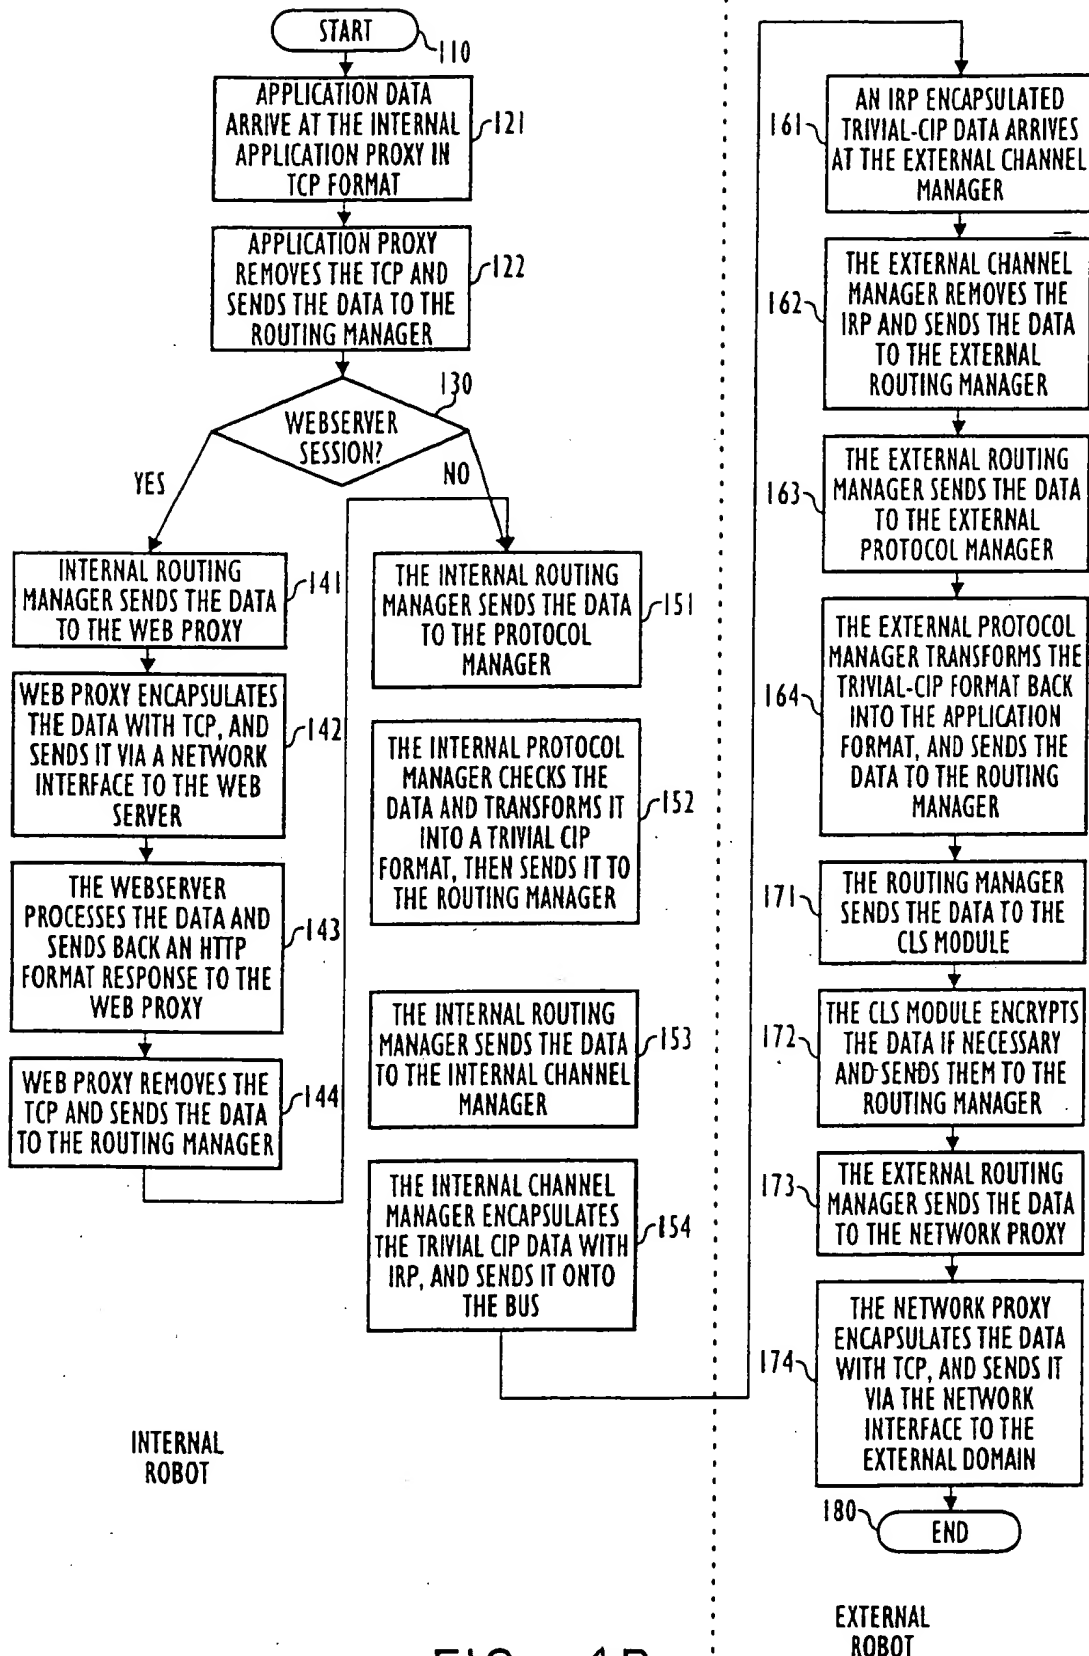 START
110
APPLICATION DATA
ARRIVE AT THE INTERNAL
APPLICATION PROXY IN
TCP FORMAT
121
APPLICATION PROXY
REMOVES THE TCP AND
SENDS THE DATA TO THE
ROUTING MANAGER
122
130
WEBSERVER
SESSION?
YES
NO
INTERNAL ROUTING
MANAGER SENDS THE DATA
TO THE WEB PROXY
141
WEB PROXY ENCAPSULATES
THE DATA WITH TCP, AND
SENDS IT VIA A NETWORK
INTERFACE TO THE WEB
SERVER
142
THE WEBSERVER
PROCESSES THE DATA AND
SENDS BACK AN HTTP
FORMAT RESPONSE TO THE
WEB PROXY
143
WEB PROXY REMOVES THE
TCP AND SENDS THE DATA
TO THE ROUTING MANAGER
144
THE INTERNAL ROUTING
MANAGER SENDS THE DATA
TO THE PROTOCOL
MANAGER
151
THE INTERNAL PROTOCOL
MANAGER CHECKS THE
DATA AND TRANSFORMS IT
INTO A TRIVIAL CIP
FORMAT, THEN SENDS IT TO
THE ROUTING MANAGER
152
THE INTERNAL ROUTING
MANAGER SENDS THE DATA
TO THE INTERNAL CHANNEL
MANAGER
153
THE INTERNAL CHANNEL
MANAGER ENCAPSULATES
THE TRIVIAL CIP DATA WITH
IRP, AND SENDS IT ONTO
THE BUS
154
INTERNAL
ROBOT
161
AN IRP ENCAPSULATED
TRIVIAL-CIP DATA ARRIVES
AT THE EXTERNAL CHANNEL
MANAGER
162
THE EXTERNAL CHANNEL
MANAGER REMOVES THE
IRP AND SENDS THE DATA
TO THE EXTERNAL
ROUTING MANAGER
163
THE EXTERNAL ROUTING
MANAGER SENDS THE DATA
TO THE EXTERNAL
PROTOCOL MANAGER
164
THE EXTERNAL PROTOCOL
MANAGER TRANSFORMS THE
TRIVIAL-CIP FORMAT BACK
INTO THE APPLICATION
FORMAT, AND SENDS THE
DATA TO THE ROUTING
MANAGER
171
THE ROUTING MANAGER
SENDS THE DATA TO THE
CLS MODULE
172
THE CLS MODULE ENCRYPTS
THE DATA IF NECESSARY
AND SENDS THEM TO THE
ROUTING MANAGER
173
THE EXTERNAL ROUTING
MANAGER SENDS THE DATA
TO THE NETWORK PROXY
174
THE NETWORK PROXY
ENCAPSULATES THE DATA
WITH TCP, AND SENDS IT
VIA THE NETWORK
INTERFACE TO THE
EXTERNAL DOMAIN
180
END
EXTERNAL
ROBOT